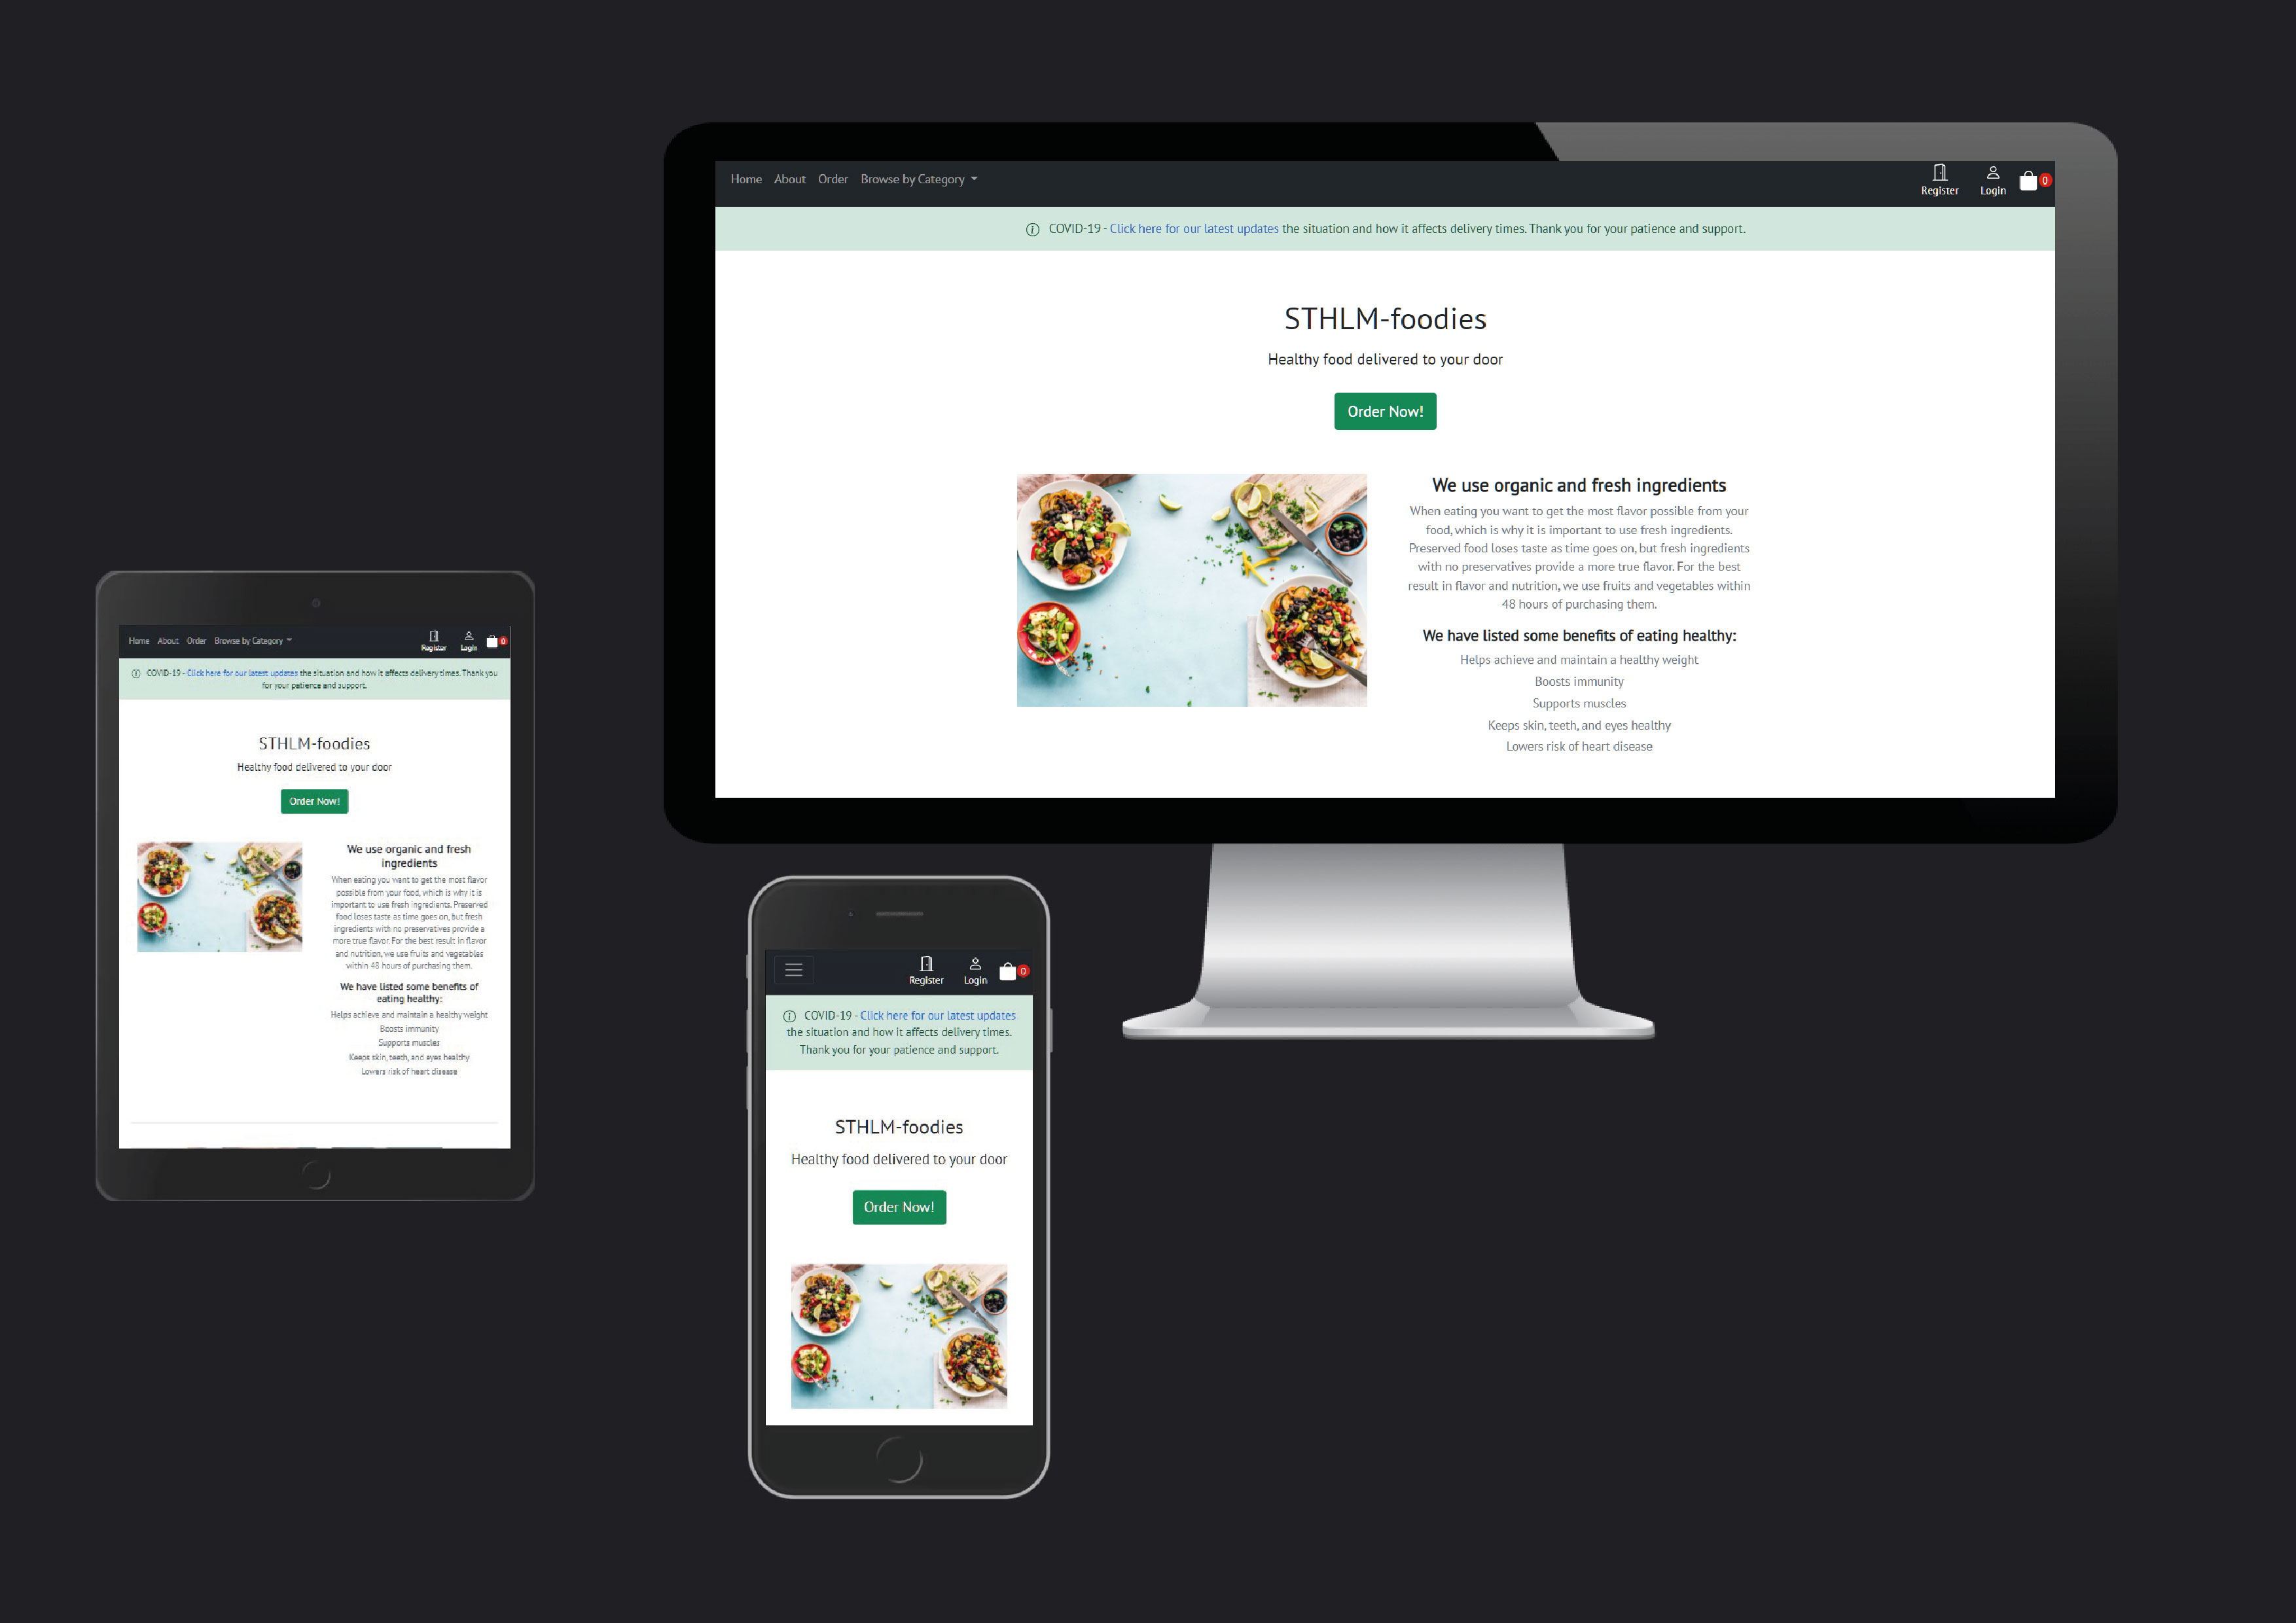 Home About Order Browse by Category
Register Login 0
COVID-19 - Click here for our latest updates the situation and how it affects delivery times. Thank you for your patience and support.
STHLM-foodies
Healthy food delivered to your door
Order Now!
We use organic and fresh ingredients
When eating you want to get the most flavor possible from your
food, which is why it is important to use fresh ingredients.
Preserved food loses taste as time goes on, but fresh ingredients
with no preservatives provide a more true flavor. For the best
result in flavor and nutrition, we use fruits and vegetables within
48 hours of purchasing them.
We have listed some benefits of eating healthy:
Helps achieve and maintain a healthy weight
Boosts immunity
Supports muscles
Keeps skin, teeth, and eyes healthy
Lowers risk of heart disease
Home About Order Browse by Category
Register Login 0
COVID-19 - Click here for our latest updates the situation and how it affects delivery times. Thank you
for your patience and support.
STHLM-foodies
Healthy food delivered to your door
Order Now!
We use organic and fresh
ingredients
When eating you want to get the most flavor
possible from your food, which is why it is
important to use fresh ingredients. Preserved
food loses taste as time goes on, but fresh
ingredients with no preservatives provide a
more true flavor. For the best result in flavor
and nutrition, we use fruits and vegetables
within 48 hours of purchasing them.
We have listed some benefits of
eating healthy:
Helps achieve and maintain a healthy weight
Boosts immunity
Supports muscles
Keeps skin, teeth, and eyes healthy
Lowers risk of heart disease
Register Login 0
COVID-19 - Click here for our latest updates
the situation and how it affects delivery times.
Thank you for your patience and support.
STHLM-foodies
Healthy food delivered to your door
Order Now!